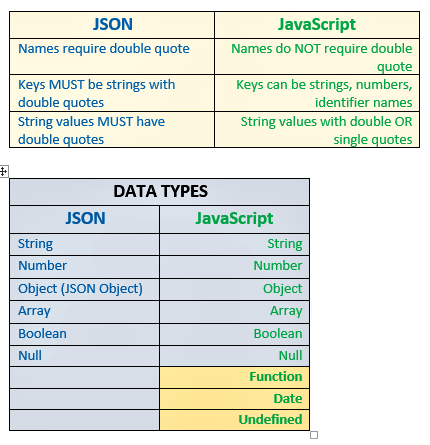 JSON JavaScript
Names require double quote Names do NOT require double
quote
Keys MUST be strings with Keys can be strings, numbers,
double quotes identifier names
String values MUST have String values with double OR
double quotes single quotes
DATA TYPES
JSON JavaScript
String String
Number Number
Object (JSON Object) Object
Array Array
Boolean Boolean
Null Null
Function
Date
Undefined